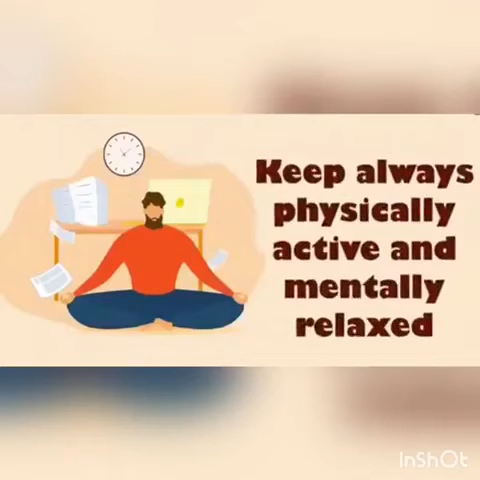 Keep always
physically
active and
mentally
relaxed
InShOt